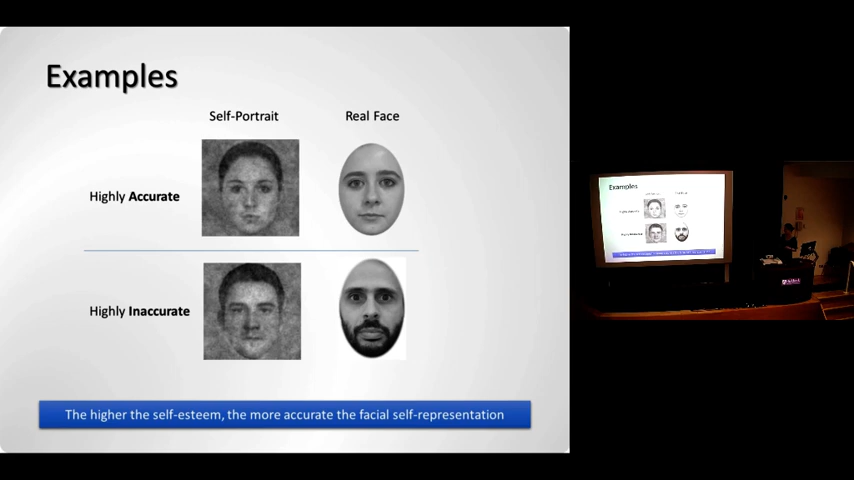 Examples
Self-Portrait Real Face
Highly Accurate
Highly Inaccurate
The higher the self-esteem, the more accurate the facial self-representation
Examples